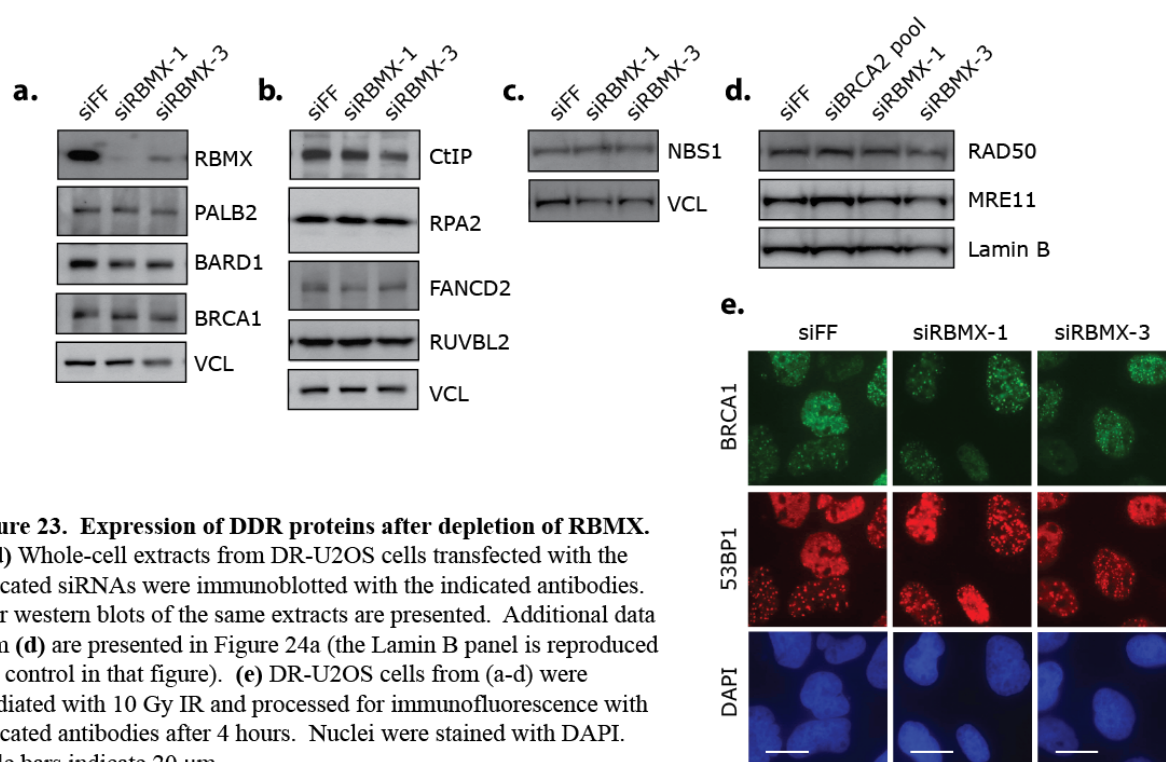 a.
siFF
siRBMX-1
siRBMX-3
RBMX
PALB2
BARD1
BRCA1
VCL
b.
siFF
siRBMX-1
siRBMX-3
CtIP
RPA2
FANCD2
RUVBL2
VCL
c.
siFF
siRBMX-1
siRBMX-3
NBS1
VCL
d.
siFF
siBRCA2 pool
siRBMX-1
siRBMX-3
RAD50
MRE11
Lamin B
e.
siFF siRBMX-1 siRBMX-3
BRCA1
53BP1
DAPI
ure 23. Expression of DDR proteins after depletion of RBMX.
) Whole-cell extracts from DR-U2OS cells transfected with the
icated siRNAs were immunoblotted with the indicated antibodies.
r western blots of the same extracts are presented. Additional data
m (d) are presented in Figure 24a (the Lamin B panel is reproduced
control in that figure). (e) DR-U2OS cells from (a-d) were
diated with 10 Gy IR and processed for immunofluorescence with
icated antibodies after 4 hours. Nuclei were stained with DAPI.
bars indicate 20 µm